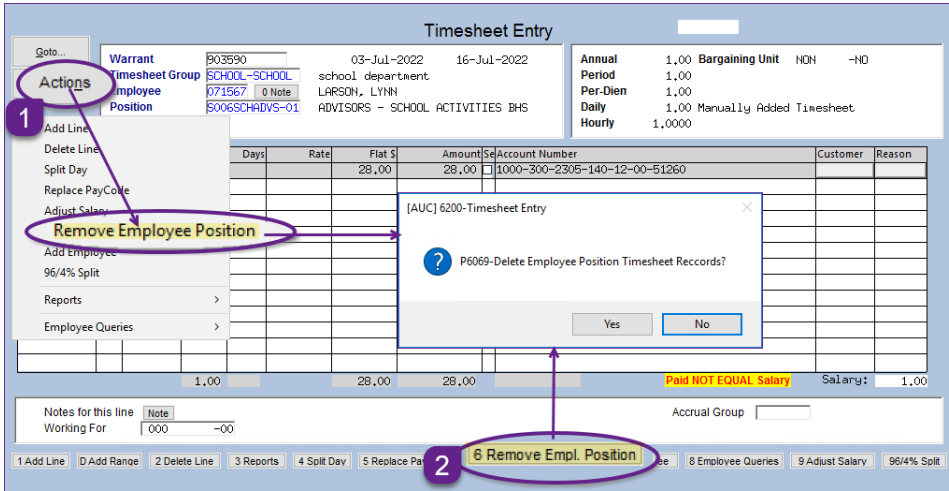 Timesheet Entry
Goto...
Actions
1
Warrant 903590 03-Jul-2022 16-Jul-2022
Timesheet Group SCHOOL-SCHOOL school department
Employee 071567 0 Note LARSON, LYNN
Position S006SCHADVS-01 ADVISORS - SCHOOL ACTIVITIES BHS
Annual 1.00 Bargaining Unit NON -NO
Period 1.00
Per-Dien 1.00
Daily 1.00 Manually Added Timesheet
Hourly 1.0000
Add Line
Delete Line
Split Day
Replace PayCode
Adjust Salary
Remove Employee Position
Add Employee
96/4% Split
Reports >
Employee Queries >
Days Rate Flat $ Amount Se Account Number Customer Reason
28.00 28.00 1000-300-2305-140-12-00-51260
[AUC] 6200-Timesheet Entry
P6069-Delete Employee Position Timesheet Reccords?
Yes No
1.00 28.00 28.00 Paid NOT EQUAL Salary Salary: 1.00
Notes for this line Note Accrual Group
Working For 000 -00
2
1 Add Line D Add Range 2 Delete Line 3 Reports 4 Split Day 5 Replace Pa 6 Remove Empl. Position ee 8 Employee Queries 9 Adjust Salary 96/4% Split